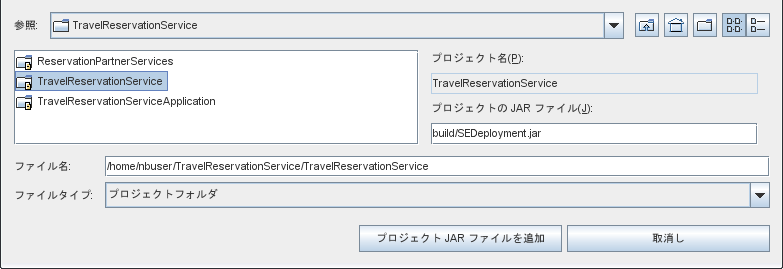 参照: TravelReservationService
ReservationPartnerServices
TravelReservationService
TravelReservationServiceApplication
プロジェクト名(P):
TravelReservationService
プロジェクトの JAR ファイル(J):
build/SEDeployment.jar
ファイル名: /home/nbuser/TravelReservationService/TravelReservationService
ファイルタイプ: プロジェクトフォルダ
プロジェクト JAR ファイルを追加 取消し